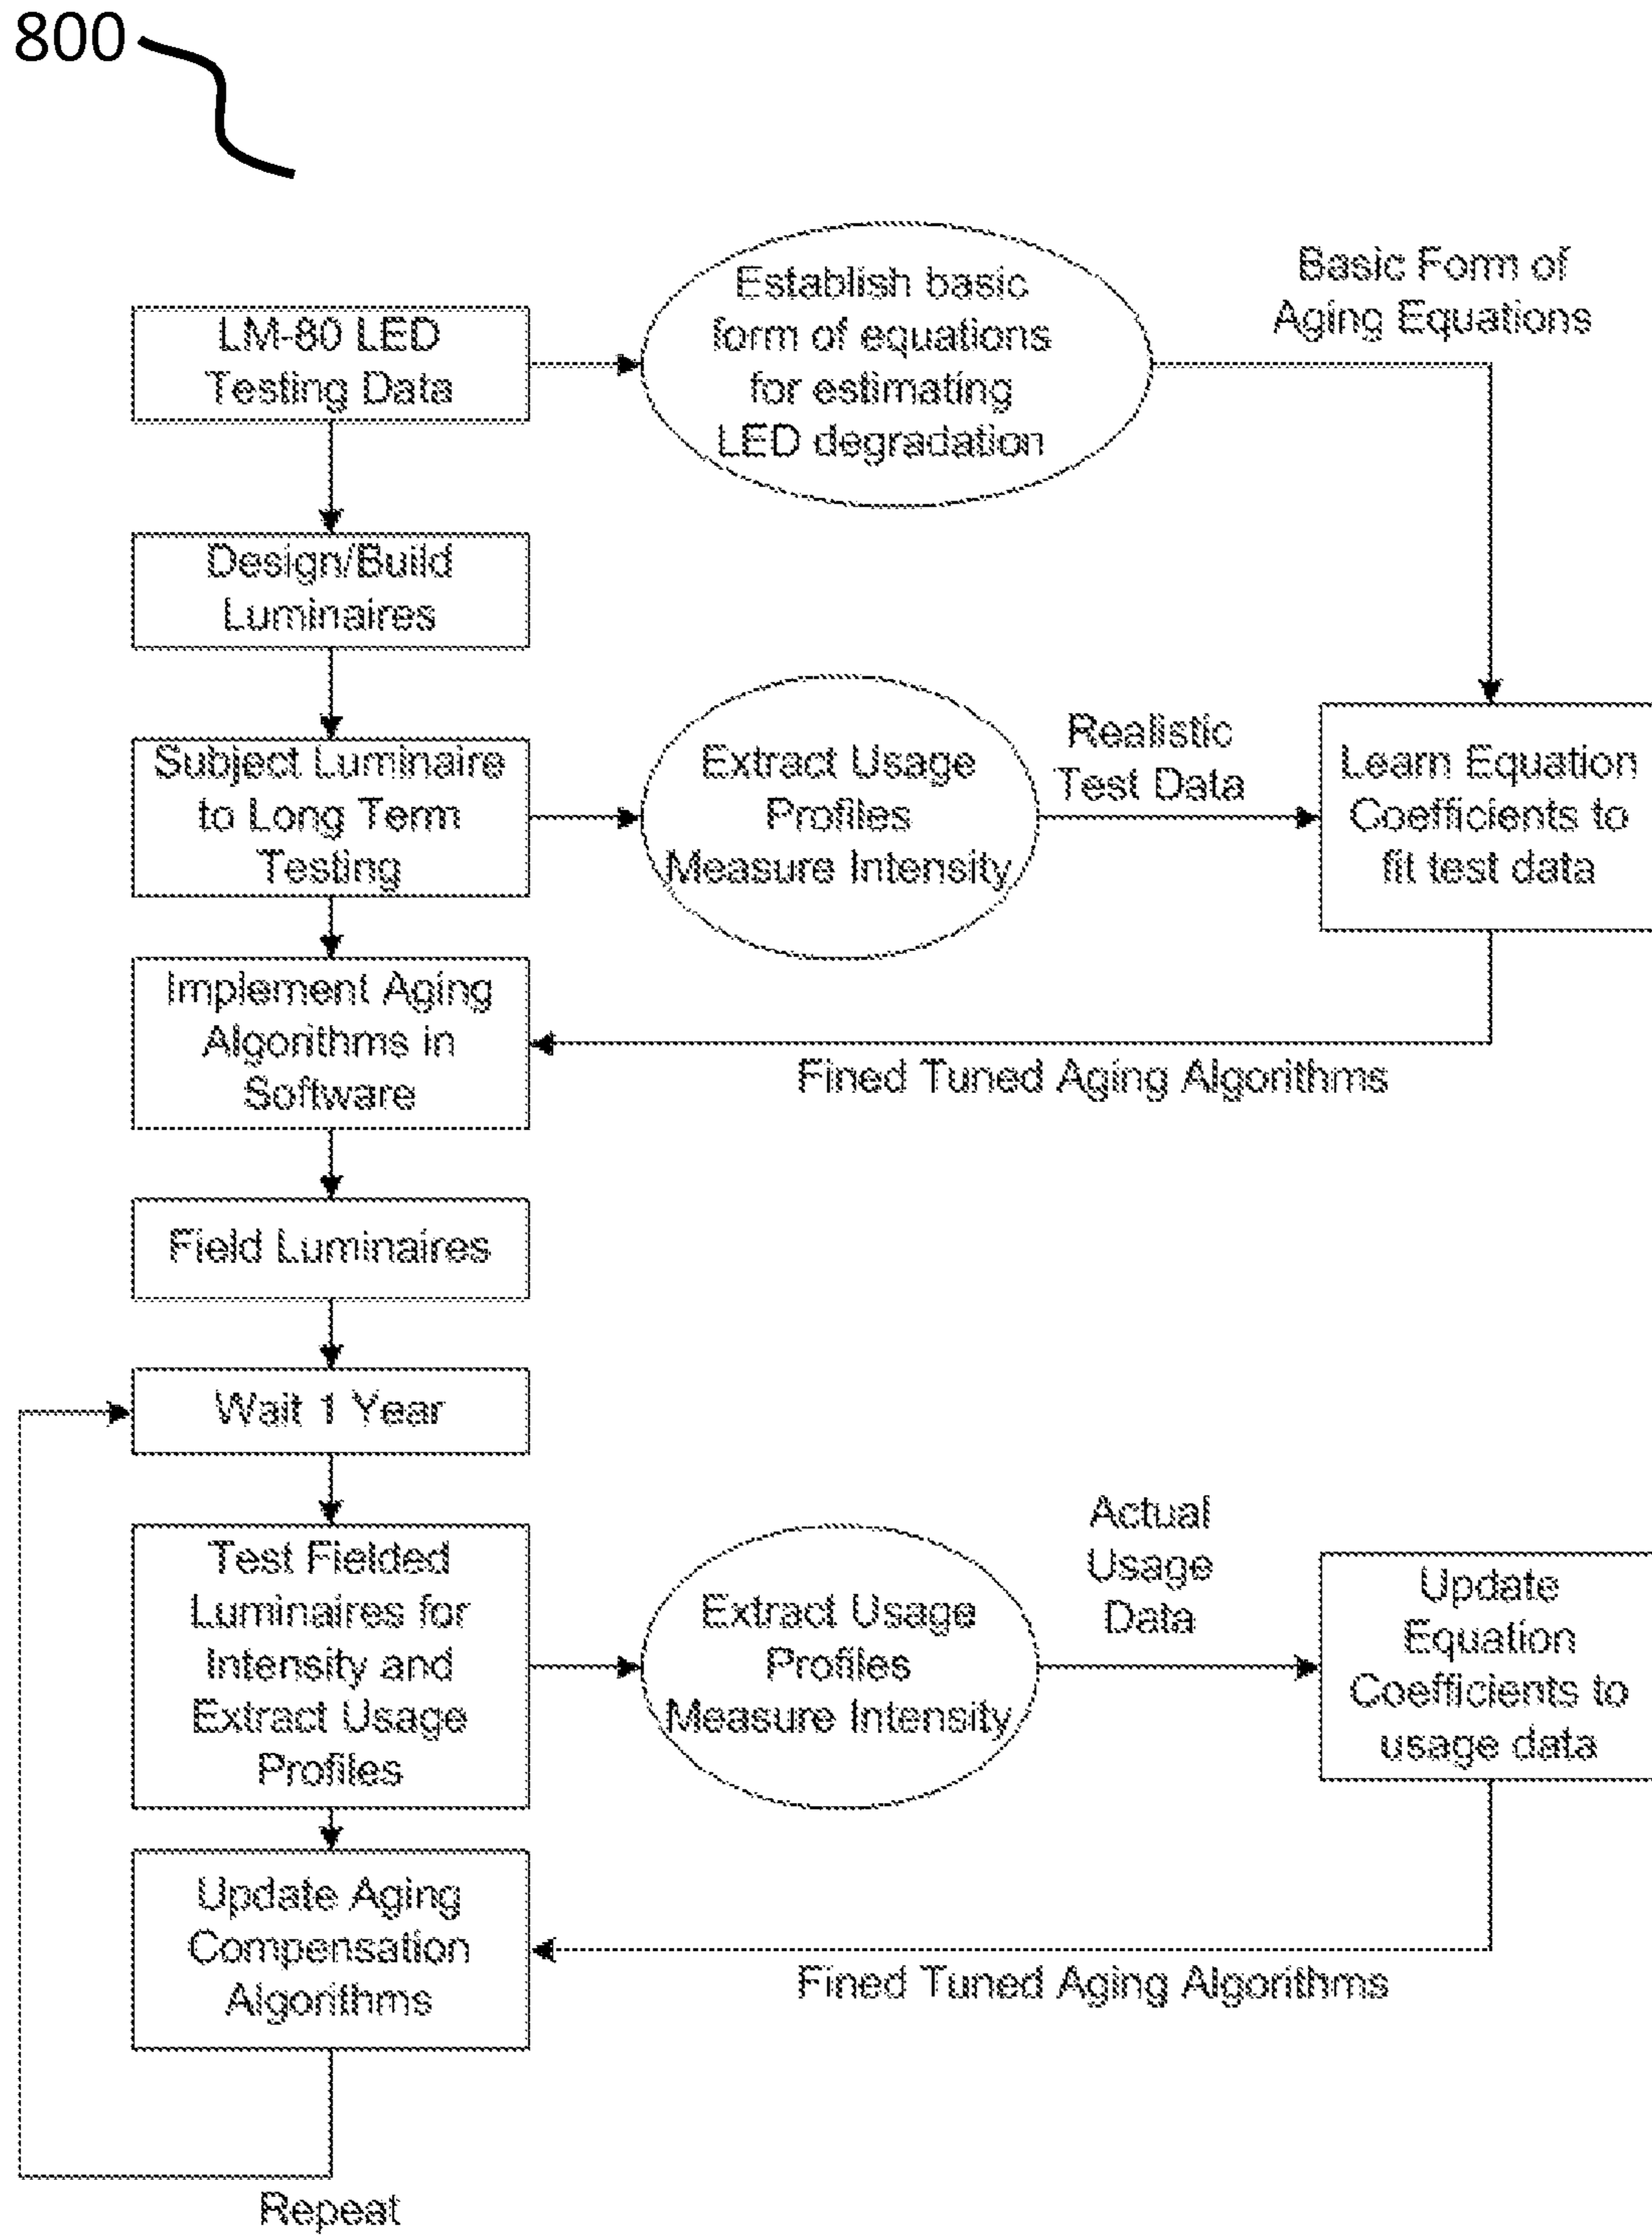 800
LM-80 LED
Testing Data
Establish basic
form of equations
for estimating
LED degradation
Basic Form of
Aging Equations
Design/Build
Luminaires
Subject Luminaire
to Long Term
Testing
Extract Usage
Profiles
Measure Intensity
Realistic
Test Data
Learn Equation
Coefficients to
fit test data
Implement Aging
Algorithms in
Software
Fined Tuned Aging Algorithms
Field Luminaires
Wait 1 Year
Test Fielded
Luminaires for
Intensity and
Extract Usage
Profiles
Extract Usage
Profiles
Measure Intensity
Actual
Usage
Data
Update
Equation
Coefficients to
usage data
Update Aging
Compensation
Algorithms
Fined Tuned Aging Algorithms
Repeat